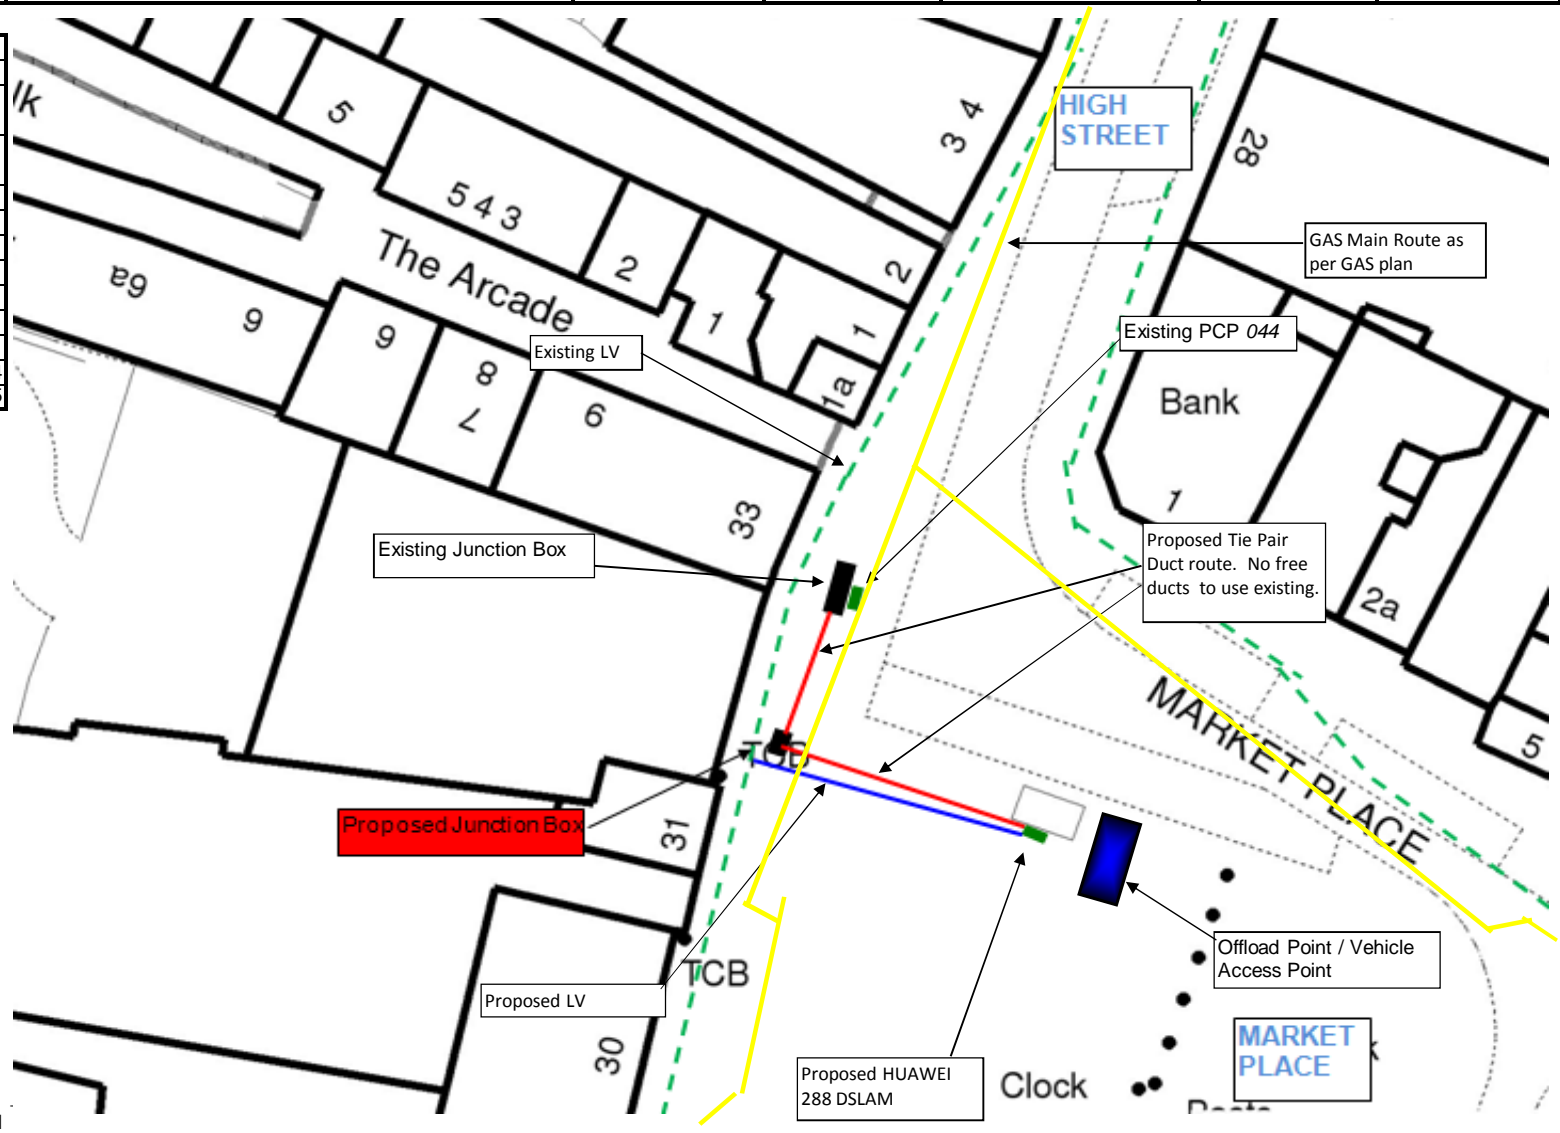 lk
5
5 4 3
The Arcade
2
1
1
1a
2
3 4
HIGH
STREET
28
GAS Main Route as
per GAS plan
Existing PCP 044
Bank
1
2a
5
6a
6
9
8
7
9
Existing LV
33
Existing Junction Box
Proposed Tie Pair
Duct route. No free
ducts to use existing.
MARKET PLACE
TCB
Proposed Junction Box
31
TCB
Proposed LV
30
Offload Point / Vehicle
Access Point
Proposed HUAWEI
288 DSLAM
Clock
MARKET
PLACE
Posts